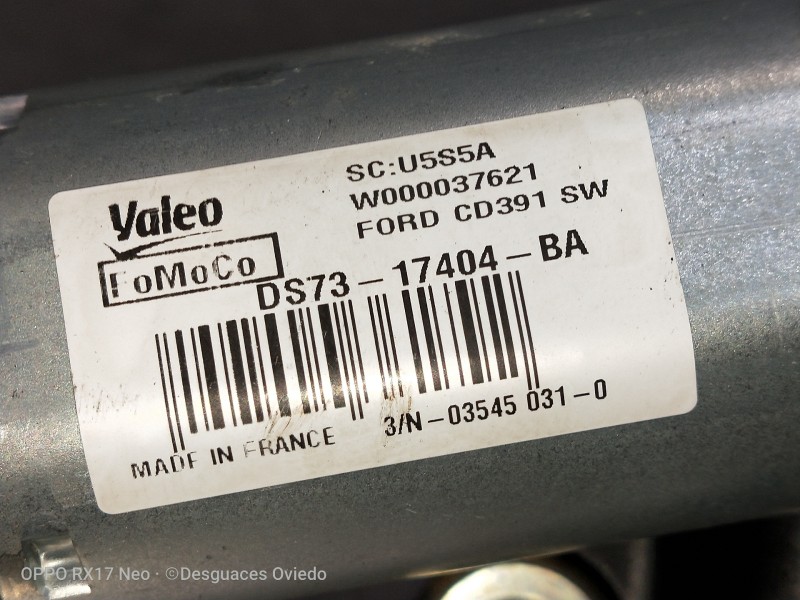 Valeo
FoMoCo
SC:U5S5A
W000037621
FORD CD391 SW
DS73-17404-BA
MADE IN FRANCE
3/N-03545 031-0
OPPO RX17 Neo · ©Desguaces Oviedo